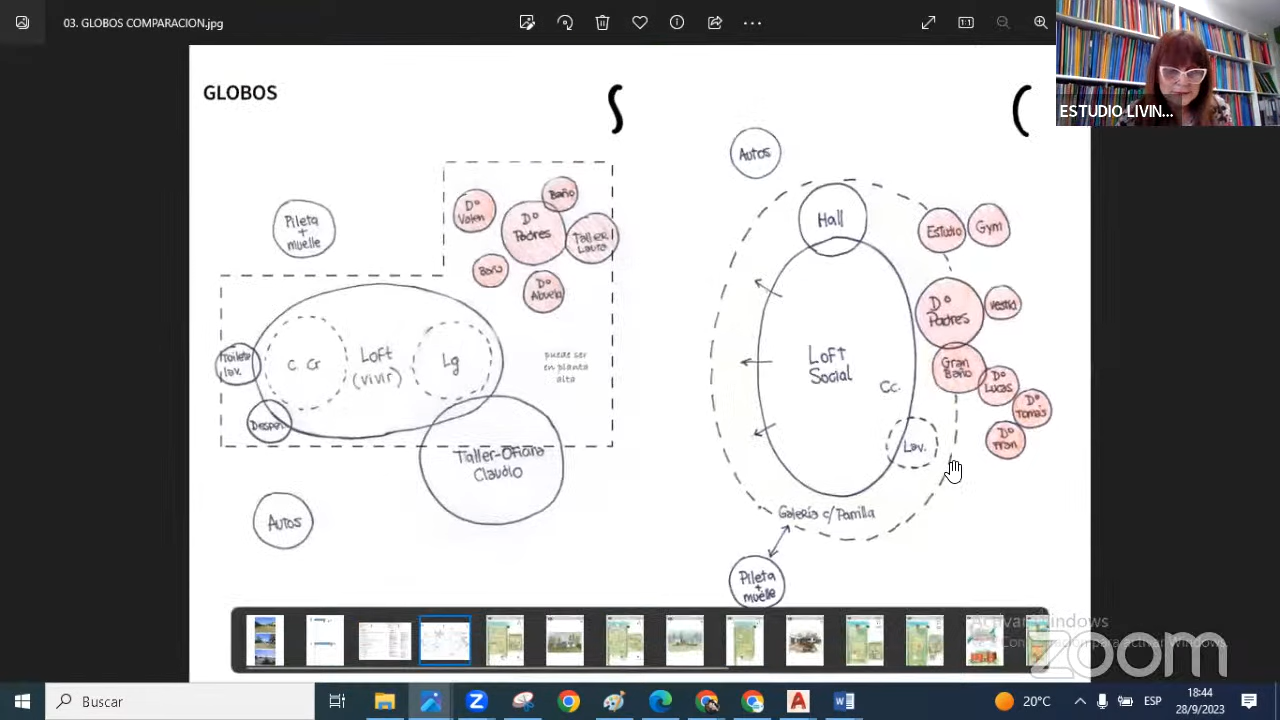 03. GLOBOS COMPARACION.jpg
ESTUDIO LIVIN...
GLOBOS
S
C
Pileta
+
muelle
Dº
Valen
Baño
Dº
Padres
Taller
Laura
Baño
Dº
Abuela
Toilete
lav.
C. Cr
Loft
(vivir)
Lg
puede ser
en planta
alta
Despen.
Taller-Oficina
Claudio
Autos
Autos
Hall
Estudio
Gym
Dº
Padres
Vestid
Loft
Social
Cc.
Gran
Baño
Dº
Lucas
Dº
Tomás
Dº
Fran
Lav.
Galería c/Parrilla
Pileta
+
muelle
Activar Windows
zoom
Buscar
20°C
ESP
18:44
28/9/2023